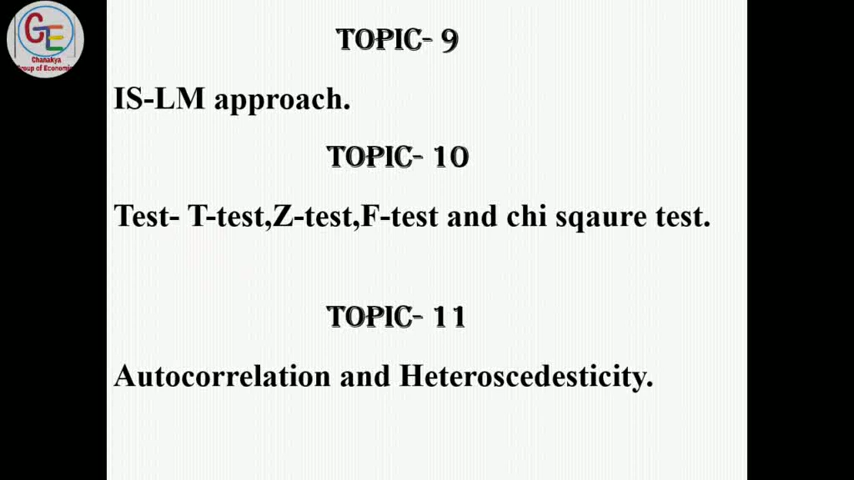 GE
Chanakya
Group of Economics
TOPIC- 9
IS-LM approach.
TOPIC- 10
Test- T-test,Z-test,F-test and chi sqaure test.
TOPIC- 11
Autocorrelation and Heteroscedesticity.